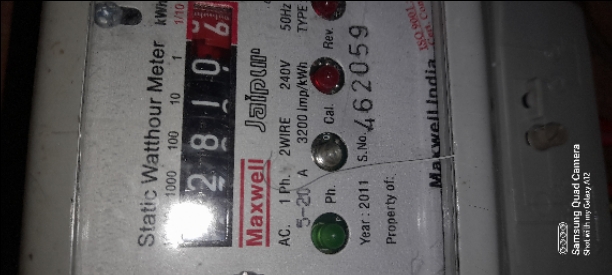 Static Watthour Meter kWh
1000 100 10 1 1/10
2 8 1 0
Maxwell Jaipur
AC. 1 Ph. 2WIRE 240V 50Hz
5-20 A 3200 Imp/kWh TYPE
Ph. Cal. Rev.
Year : 2011 S.No. 462059
Property of:
Maxwell India
ISO 9001
Samsung Quad Camera
Shot with my Galaxy A12